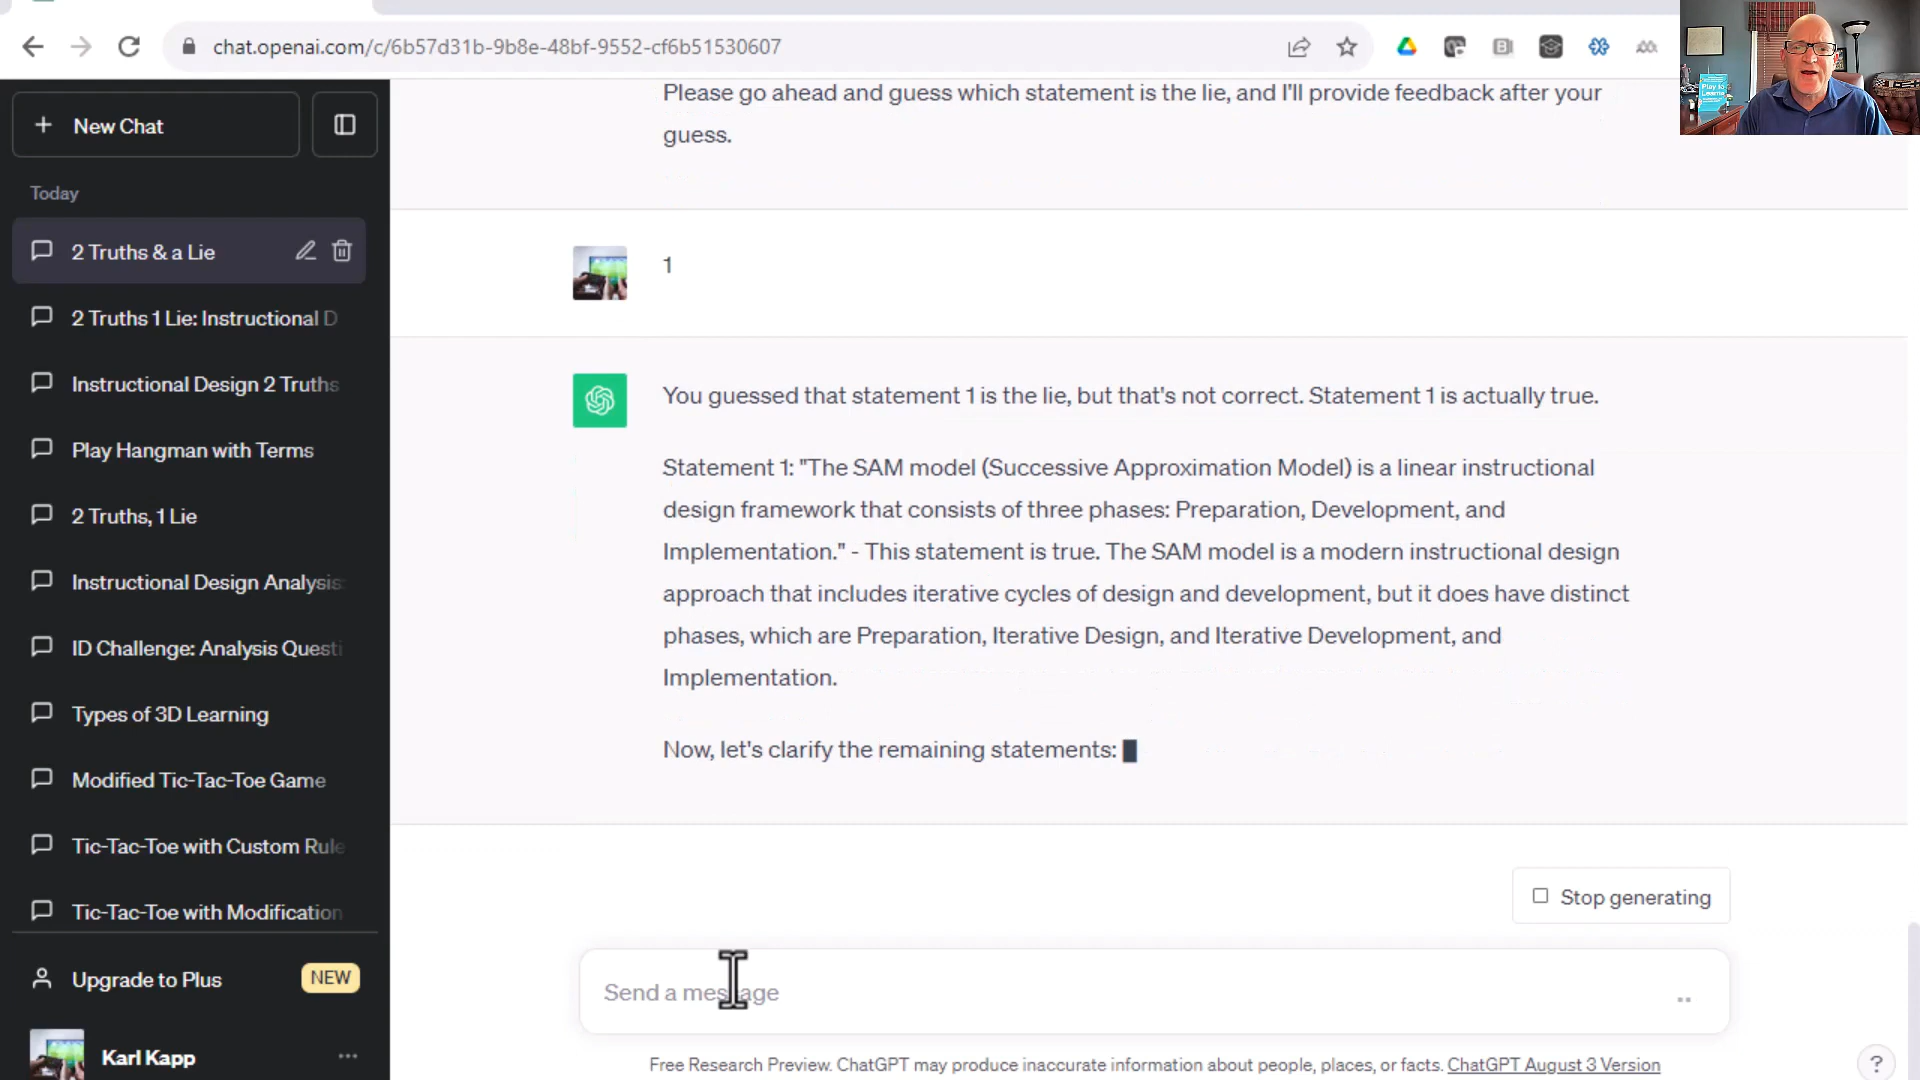 chat.openai.com/c/6b57d31b-9b8e-48bf-9552-cf6b51530607
New Chat
Today
2 Truths & a Lie
2 Truths 1 Lie: Instructional D
Instructional Design 2 Truths
Play Hangman with Terms
2 Truths, 1 Lie
Instructional Design Analysis
ID Challenge: Analysis Questi
Types of 3D Learning
Modified Tic-Tac-Toe Game
Tic-Tac-Toe with Custom Rule
Tic-Tac-Toe with Modification
Upgrade to Plus
NEW
Karl Kapp
Please go ahead and guess which statement is the lie, and I'll provide feedback after your
guess.
1
You guessed that statement 1 is the lie, but that's not correct. Statement 1 is actually true.
Statement 1: "The SAM model (Successive Approximation Model) is a linear instructional
design framework that consists of three phases: Preparation, Development, and
Implementation." - This statement is true. The SAM model is a modern instructional design
approach that includes iterative cycles of design and development, but it does have distinct
phases, which are Preparation, Iterative Design, and Iterative Development, and
Implementation.
Now, let's clarify the remaining statements:
Stop generating
Send a message
Free Research Preview. ChatGPT may produce inaccurate information about people, places, or facts. ChatGPT August 3 Version
?
Play to
Learn